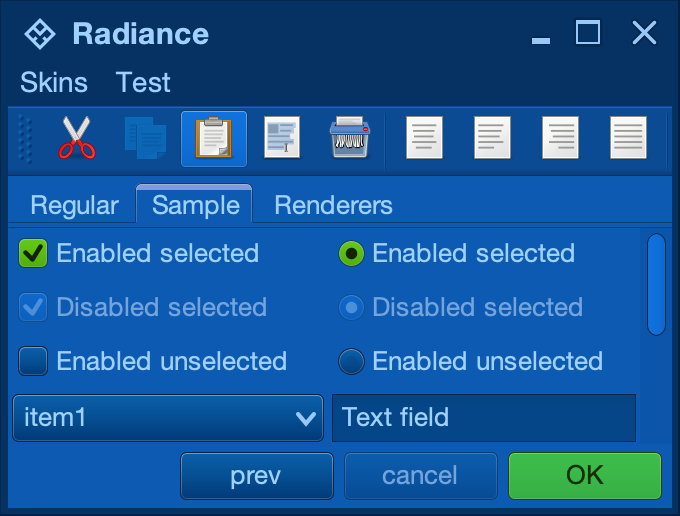 Radiance
Skins Test
Regular Sample Renderers
Enabled selected Enabled selected
Disabled selected Disabled selected
Enabled unselected Enabled unselected
item1 Text field
prev cancel OK